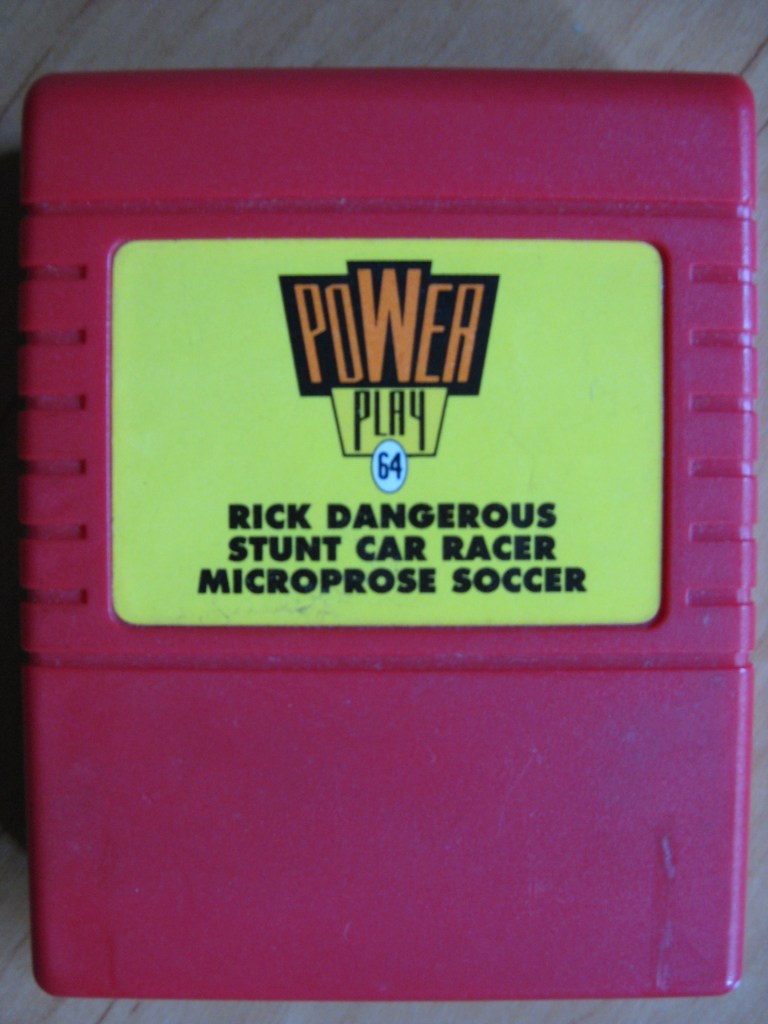 POWER
PLAY
64
RICK DANGEROUS
STUNT CAR RACER
MICROPROSE SOCCER